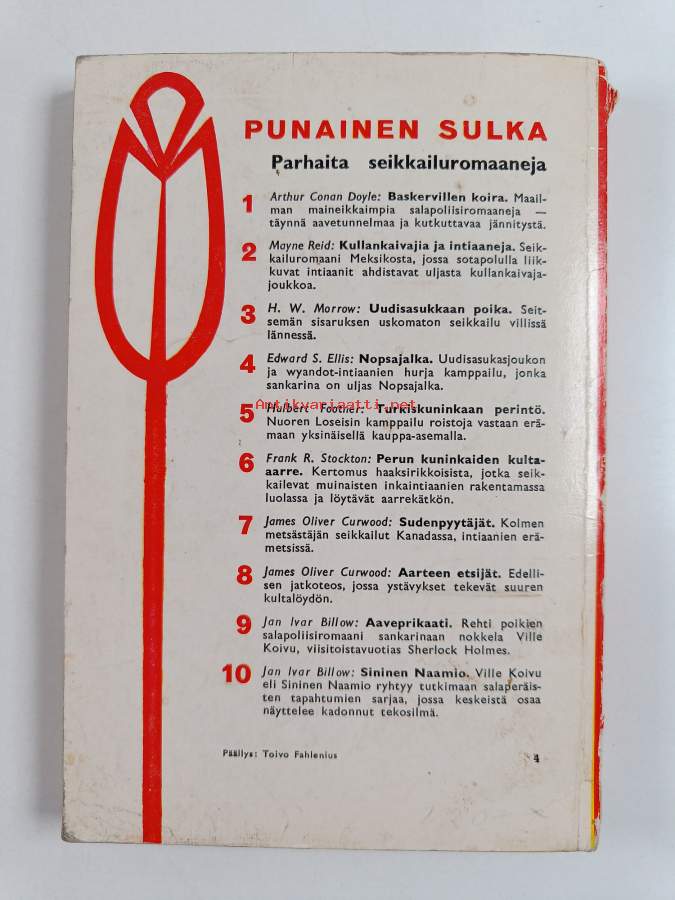 PUNAINEN SULKA
Parhaita seikkailuromaaneja
1 Arthur Conan Doyle: Baskervillen koira. Maail-
man maineikkaimpia salapoliisiromaaneja —
täynnä aavetunnelmaa ja kutkuttavaa jännitystä.
2 Mayne Reid: Kullankaivajia ja intiaaneja. Seik-
kailuromaani Meksikosta, jossa sotapolulla liik-
kuvat intiaanit ahdistavat uljasta kullankaivaja-
joukkoa.
3 H. W. Morrow: Uudisasukkaan poika. Seit-
semän sisaruksen uskomaton seikkailu villissä
lännessä.
4 Edward S. Ellis: Nopsajalka. Uudisasukasjoukon
ja wyandot-intiaanien hurja kamppailu, jonka
sankarina on uljas Nopsajalka.
Antikvariaatti.net
5 Hulbert Footner: Turkiskuninkaan perintö.
Nuoren Loseisin kamppailu roistoja vastaan erä-
maan yksinäisellä kauppa-asemalla.
6 Frank R. Stockton: Perun kuninkaiden kulta-
aarre. Kertomus haaksirikkoisista, jotka seik-
kailevat muinaisten inkaintiaanien rakentamassa
luolassa ja löytävät aarrekätkön.
7 James Oliver Curwood: Sudenpyytäjät. Kolmen
metsästäjän seikkailut Kanadassa, intiaanien erä-
metsissä.
8 James Oliver Curwood: Aarteen etsijät. Edelli-
sen jatkoteos, jossa ystävykset tekevät suuren
kultalöydön.
9 Jan Ivar Billow: Aaveprikaati. Rehti poikien
salapoliisiromaani sankarinaan nokkela Ville
Koivu, viisitoistavuotias Sherlock Holmes.
10 Jan Ivar Billow: Sininen Naamio. Ville Koivu
eli Sininen Naamio ryhtyy tutkimaan salaperäis-
ten tapahtumien sarjaa, jossa keskeistä osaa
näyttelee kadonnut tekosilmä.
Päällys: Toivo Fahlenius 4